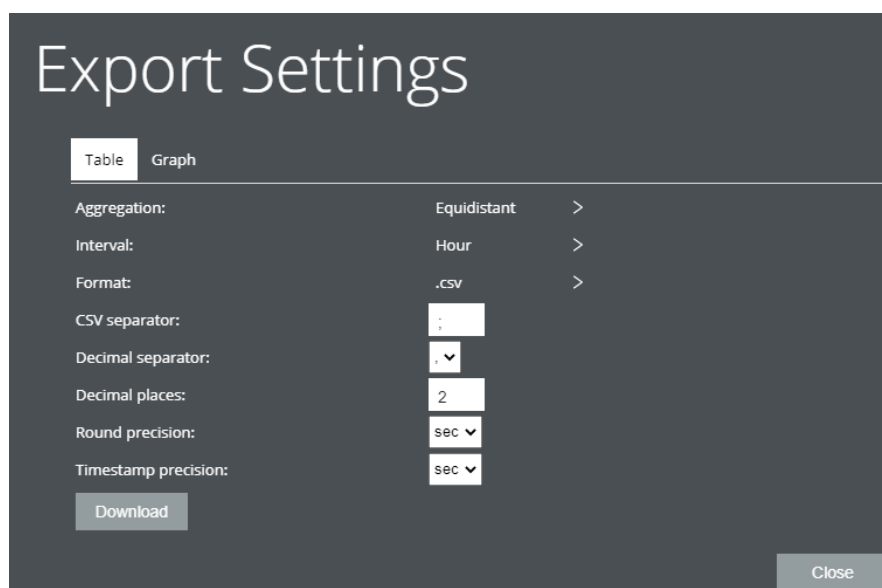 Export Settings
Table Graph
Aggregation: Equidistant >
Interval: Hour >
Format: .csv >
CSV separator: ;
Decimal separator: ,
Decimal places: 2
Round precision: sec
Timestamp precision: sec
Download
Close